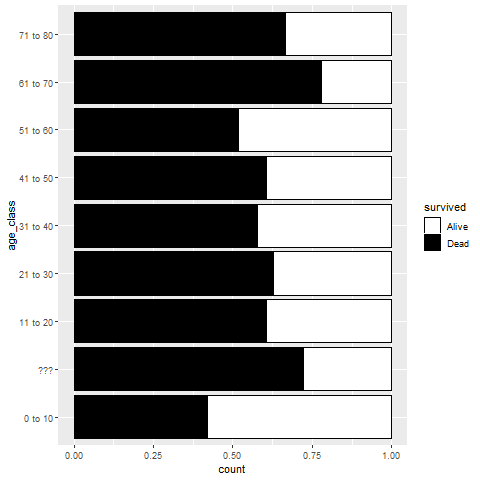 71 to 80
61 to 70
51 to 60
41 to 50
31 to 40
21 to 30
11 to 20
???
0 to 10
age_class
0.00 0.25 0.50 0.75 1.00
count
survived
Alive
Dead